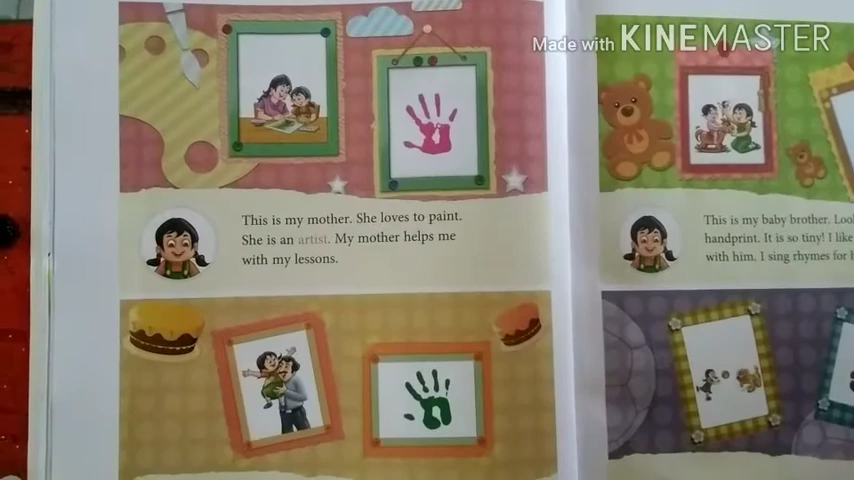 Made with KINEMASTER
This is my mother. She loves to paint.
She is an artist. My mother helps me
with my lessons.
This is my baby brother.
handprint. It is so tiny! I like
with him. I sing rhymes for